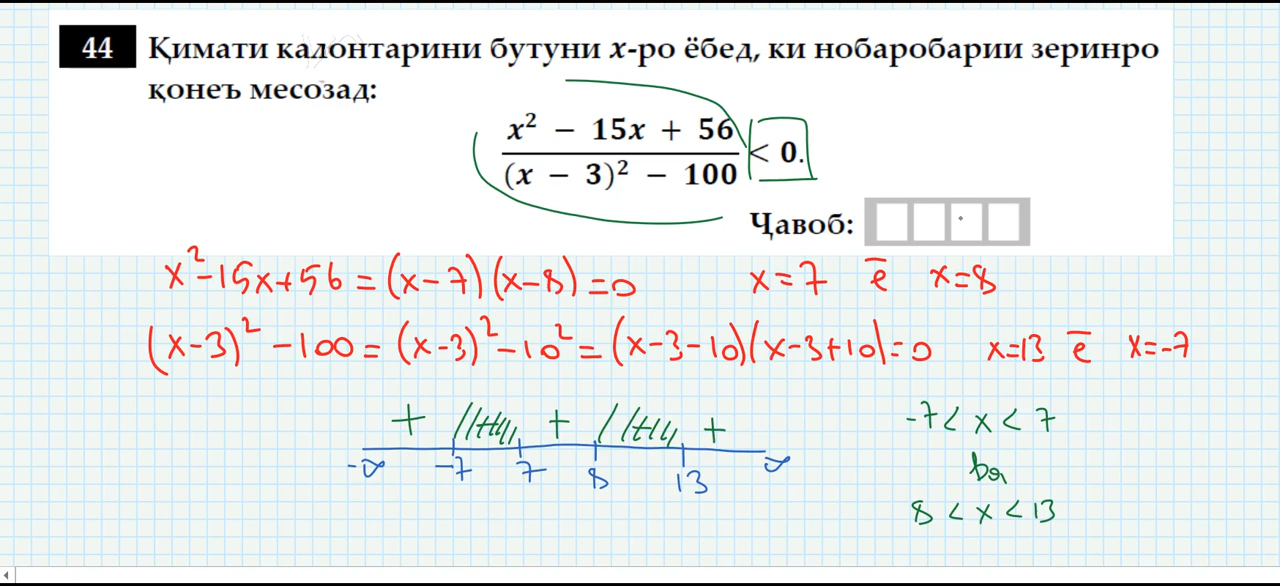 44 Қимати калонтарини бутуни x-ро ёбед, ки нобаробарии зеринро
қонеъ месозад:
x² − 15x + 56
(x − 3)² − 100
< 0.
Ҷавоб:
x²-15x+56 = (x-7)(x-8) = 0 x=7 ē x=8
(x-3)² -100 = (x-3)² -10² = (x-3-10)(x-3+10)=0 x=13 ē x=-7
+ + +
-∞ -7 7 8 13 ∞
-7 < x < 7
ва
8 < x < 13